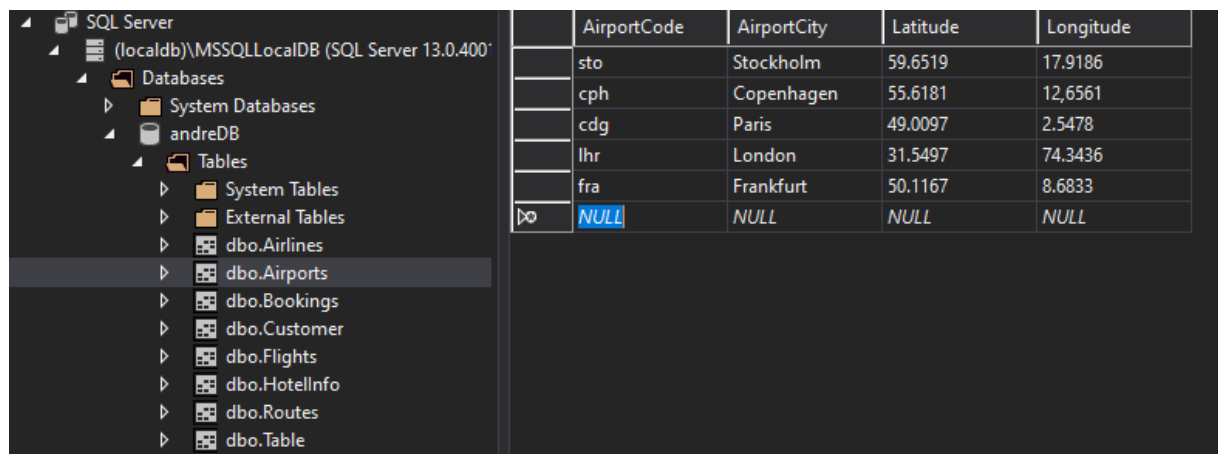 SQL Server
(localdb)\MSSQLLocalDB (SQL Server 13.0.4001
Databases
System Databases
andreDB
Tables
System Tables
External Tables
dbo.Airlines
dbo.Airports
dbo.Bookings
dbo.Customer
dbo.Flights
dbo.HotelInfo
dbo.Routes
dbo.Table
AirportCode AirportCity Latitude Longitude
sto Stockholm 59.6519 17.9186
cph Copenhagen 55.6181 12,6561
cdg Paris 49.0097 2.5478
lhr London 31.5497 74.3436
fra Frankfurt 50.1167 8.6833
NULL NULL NULL NULL